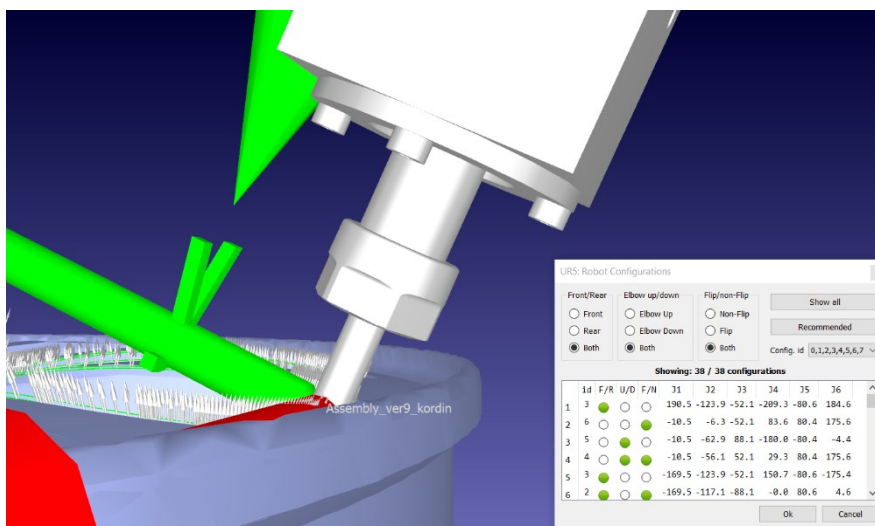 Assembly_ver9_kordin
UR5: Robot Configurations
Front/Rear
Front
Rear
Both
Elbow up/down
Elbow Up
Elbow Down
Both
Flip/non-Flip
Non-Flip
Flip
Both
Show all
Recommended
Config. id 0,1,2,3,4,5,6,7
Showing: 38 / 38 configurations
id F/R U/D F/N J1 J2 J3 J4 J5 J6
1 3 190.5 -123.9 -52.1 -209.3 -80.6 184.6
2 6 -10.5 -6.3 -52.1 83.6 80.4 175.6
3 5 -10.5 -62.9 88.1 -180.0 -80.4 -4.4
4 4 -10.5 -56.1 52.1 29.3 80.4 175.6
5 3 -169.5 -123.9 -52.1 150.7 -80.6 -175.4
6 2 -169.5 -117.1 -88.1 -0.0 80.6 4.6
Ok
Cancel